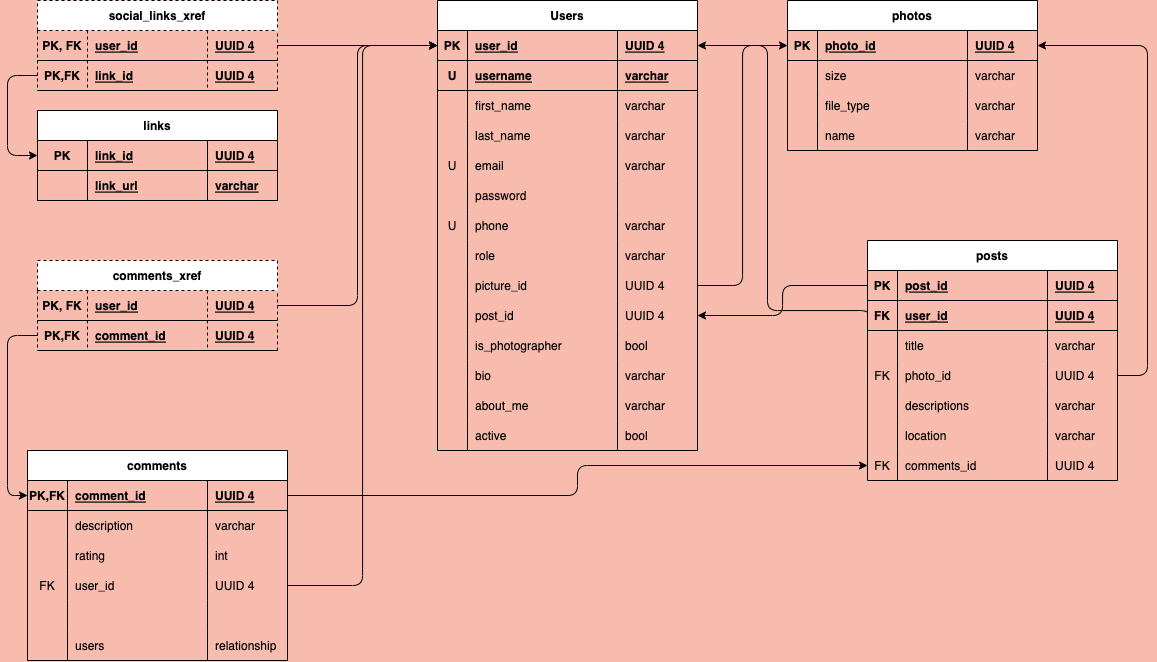 social_links_xref
PK, FK user_id UUID 4
PK,FK link_id UUID 4
links
PK link_id UUID 4
link_url varchar
comments_xref
PK, FK user_id UUID 4
PK,FK comment_id UUID 4
comments
PK,FK comment_id UUID 4
description varchar
rating int
FK user_id UUID 4
users relationship
Users
PK user_id UUID 4
U username varchar
first_name varchar
last_name varchar
U email varchar
password
U phone varchar
role varchar
picture_id UUID 4
post_id UUID 4
is_photographer bool
bio varchar
about_me varchar
active bool
photos
PK photo_id UUID 4
size varchar
file_type varchar
name varchar
posts
PK post_id UUID 4
FK user_id UUID 4
title varchar
FK photo_id UUID 4
descriptions varchar
location varchar
FK comments_id UUID 4